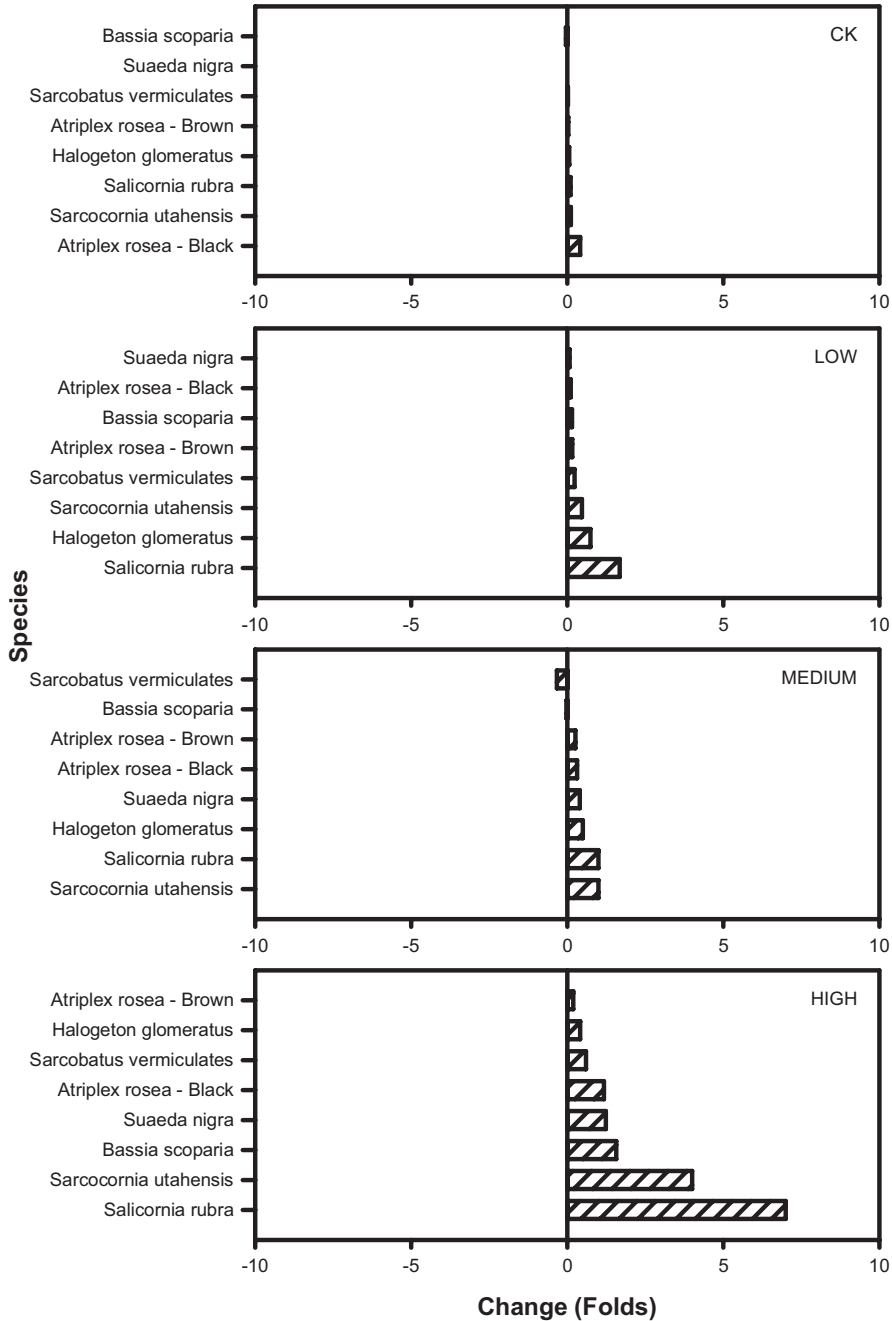 Species
Bassia scoparia
CK
Suaeda nigra
Sarcobatus vermiculates
Atriplex rosea - Brown
Halogeton glomeratus
Salicornia rubra
Sarcocornia utahensis
Atriplex rosea - Black
-10 -5 0 5 10
Suaeda nigra
LOW
Atriplex rosea - Black
Bassia scoparia
Atriplex rosea - Brown
Sarcobatus vermiculates
Sarcocornia utahensis
Halogeton glomeratus
Salicornia rubra
-10 -5 0 5 10
Sarcobatus vermiculates
MEDIUM
Bassia scoparia
Atriplex rosea - Brown
Atriplex rosea - Black
Suaeda nigra
Halogeton glomeratus
Salicornia rubra
Sarcocornia utahensis
-10 -5 0 5 10
Atriplex rosea - Brown
HIGH
Halogeton glomeratus
Sarcobatus vermiculates
Atriplex rosea - Black
Suaeda nigra
Bassia scoparia
Sarcocornia utahensis
Salicornia rubra
-10 -5 0 5 10
Change (Folds)